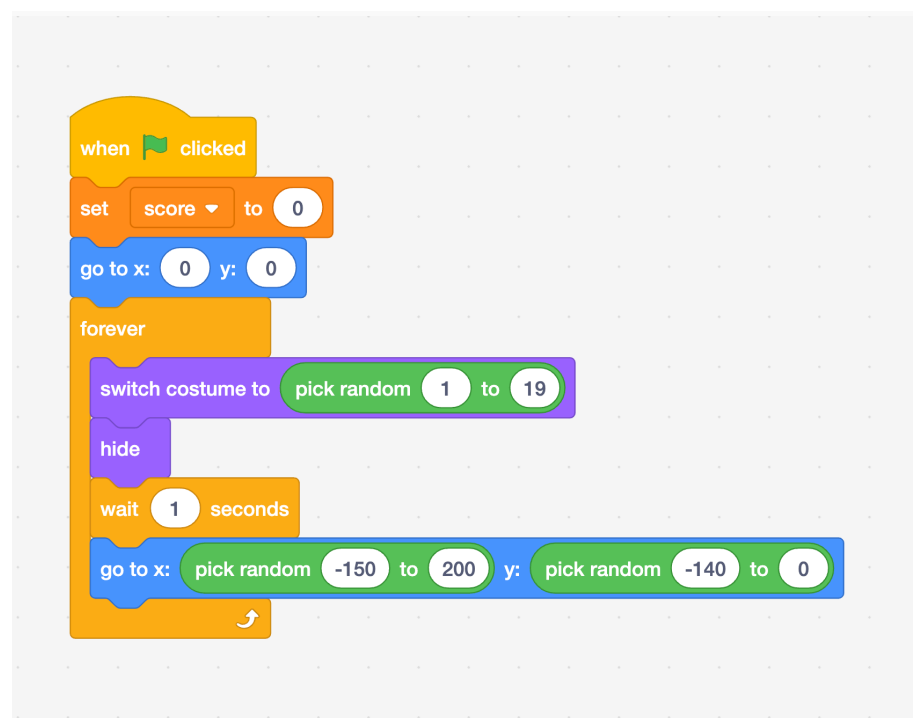 when clicked
set score to 0
go to x: 0 y: 0
forever
switch costume to pick random 1 to 19
hide
wait 1 seconds
go to x: pick random -150 to 200 y: pick random -140 to 0